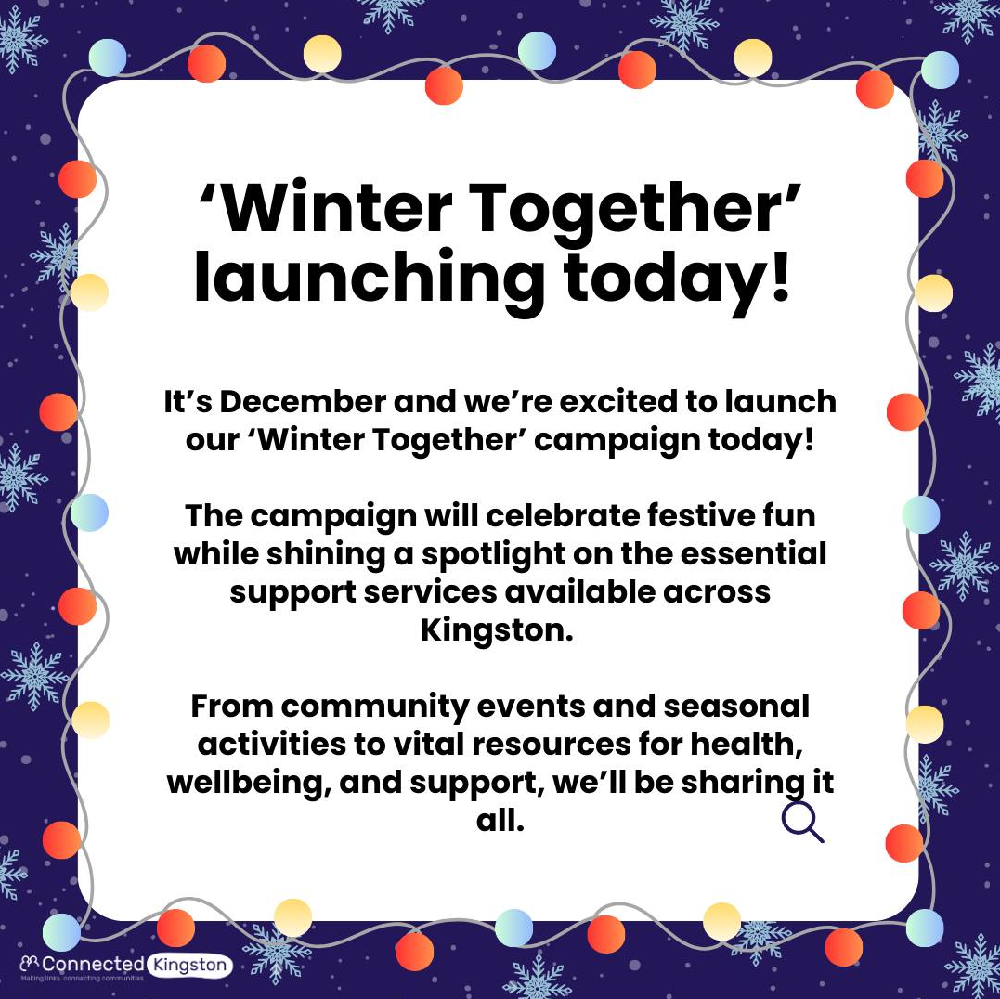 ‘Winter Together’
launching today!
It’s December and we’re excited to launch
our ‘Winter Together’ campaign today!
The campaign will celebrate festive fun
while shining a spotlight on the essential
support services available across
Kingston.
From community events and seasonal
activities to vital resources for health,
wellbeing, and support, we’ll be sharing it
all.
Connected Kingston
Making links, connecting communities